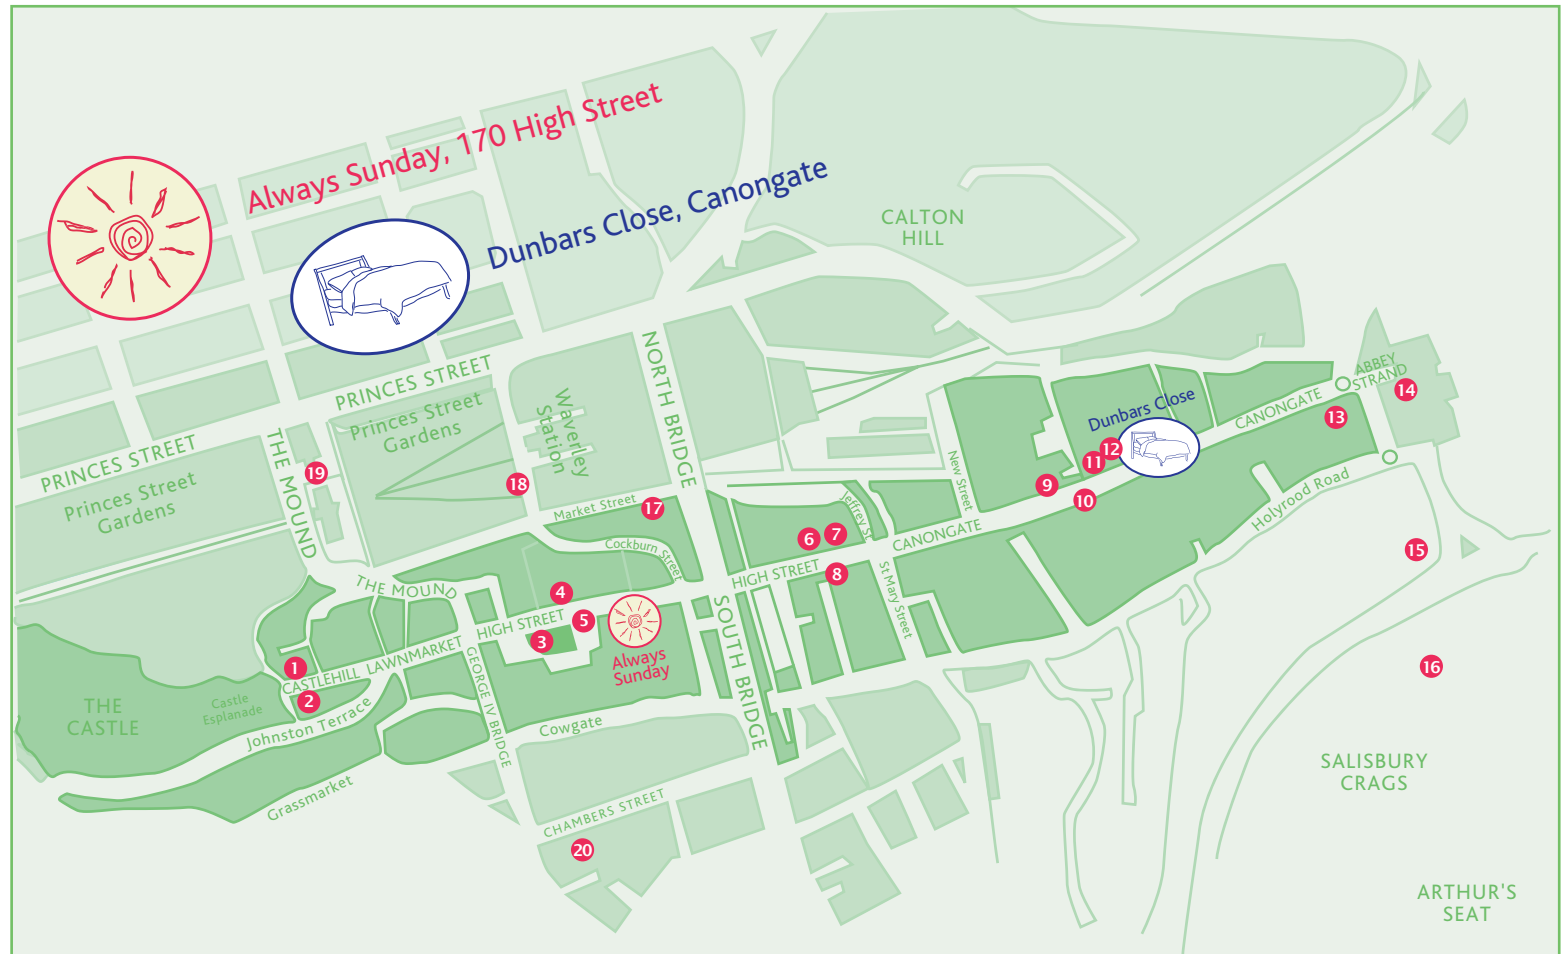 Always Sunday, 170 High Street
Dunbars Close, Canongate
CALTON
HILL
PRINCES STREET
Princes Street
Gardens
Waverley
Station
NORTH BRIDGE
ABBEY
STRAND
14
Dunbars Close
CANONGATE
13
PRINCES STREET
Princes Street
Gardens
THE MOUND
19
18
Market Street
17
Cockburn Street
New Street
12
11
9
10
Holyrood Road
Jeffrey St
6
7
CANONGATE
HIGH STREET
8
St Mary Street
15
THE MOUND
4
HIGH STREET
5
3
Always
Sunday
SOUTH BRIDGE
16
1
CASTLEHILL
LAWNMARKET
2
GEORGE IV BRIDGE
THE
CASTLE
Castle
Esplanade
Johnston Terrace
Cowgate
Grassmarket
CHAMBERS STREET
20
SALISBURY
CRAGS
ARTHUR'S
SEAT